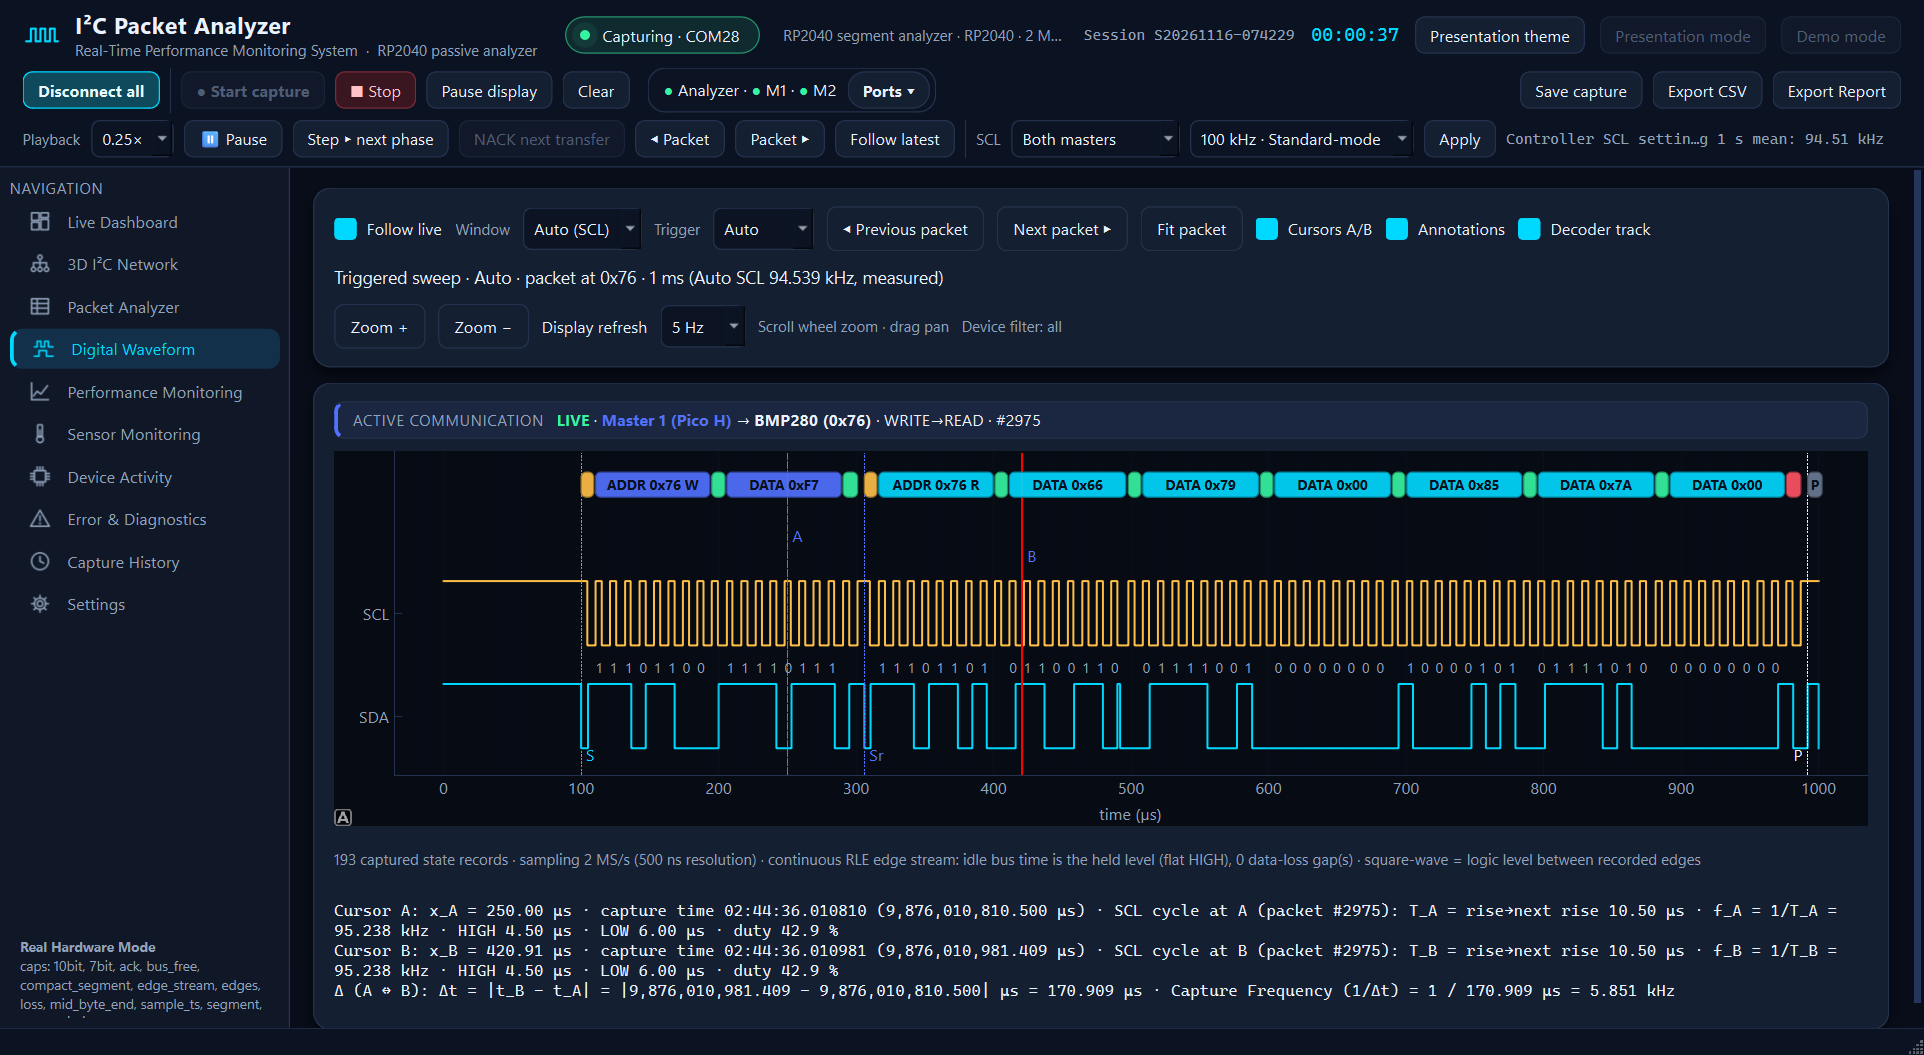 I²C Packet Analyzer
Real-Time Performance Monitoring System · RP2040 passive analyzer
Capturing · COM28
RP2040 segment analyzer · RP2040 · 2 M...
Session S20261116-074229
00:00:37
Presentation theme
Presentation mode
Demo mode
Disconnect all
● Start capture
■ Stop
Pause display
Clear
● Analyzer · ● M1 · ● M2
Ports ▾
Save capture
Export CSV
Export Report
Playback
0.25×
Pause
Step ▸ next phase
NACK next transfer
◂ Packet
Packet ▸
Follow latest
SCL
Both masters
100 kHz · Standard-mode
Apply
Controller SCL settin…g 1 s mean: 94.51 kHz
NAVIGATION
Live Dashboard
3D I²C Network
Packet Analyzer
Digital Waveform
Performance Monitoring
Sensor Monitoring
Device Activity
Error & Diagnostics
Capture History
Settings
Real Hardware Mode
caps: 10bit, 7bit, ack, bus_free,
compact_segment, edge_stream, edges,
loss, mid_byte_end, sample_ts, segment,
Follow live
Window
Auto (SCL)
Trigger
Auto
◂ Previous packet
Next packet ▸
Fit packet
Cursors A/B
Annotations
Decoder track
Triggered sweep · Auto · packet at 0x76 · 1 ms (Auto SCL 94.539 kHz, measured)
Zoom +
Zoom −
Display refresh
5 Hz
Scroll wheel zoom · drag pan
Device filter: all
ACTIVE COMMUNICATION LIVE · Master 1 (Pico H) → BMP280 (0x76) · WRITE→READ · #2975
ADDR 0x76 W
DATA 0xF7
ADDR 0x76 R
DATA 0x66
DATA 0x79
DATA 0x00
DATA 0x85
DATA 0x7A
DATA 0x00
P
A
B
SCL
1 1 1 0 1 1 0 0 1 1 1 1 0 1 1 1 1 1 1 0 1 1 0 1 0 1 1 0 0 1 1 0 0 1 1 1 1 0 0 1 0 0 0 0 0 0 0 0 1 0 0 0 0 1 0 1 0 1 1 1 1 0 1 0 0 0 0 0 0 0 0 0
SDA
S
Sr
P
0 100 200 300 400 500 600 700 800 900 1000
time (µs)
A
193 captured state records · sampling 2 MS/s (500 ns resolution) · continuous RLE edge stream: idle bus time is the held level (flat HIGH), 0 data-loss gap(s) · square-wave = logic level between recorded edges
Cursor A: x_A = 250.00 µs · capture time 02:44:36.010810 (9,876,010,810.500 µs) · SCL cycle at A (packet #2975): T_A = rise→next rise 10.50 µs · f_A = 1/T_A =
95.238 kHz · HIGH 4.50 µs · LOW 6.00 µs · duty 42.9 %
Cursor B: x_B = 420.91 µs · capture time 02:44:36.010981 (9,876,010,981.409 µs) · SCL cycle at B (packet #2975): T_B = rise→next rise 10.50 µs · f_B = 1/T_B =
95.238 kHz · HIGH 4.50 µs · LOW 6.00 µs · duty 42.9 %
Δ (A ↔ B): Δt = |t_B − t_A| = |9,876,010,981.409 − 9,876,010,810.500| µs = 170.909 µs · Capture Frequency (1/Δt) = 1 / 170.909 µs = 5.851 kHz